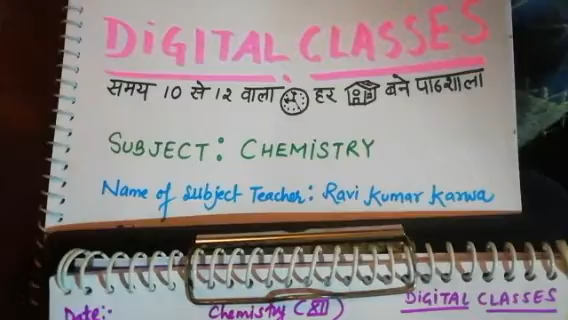 DIGITAL CLASSES
समय 10 से 12 वाला हर बने पाठशाला
SUBJECT: CHEMISTRY
Name of Subject Teacher: Ravi Kumar Karwa
Date:- Chemistry (XII) DIGITAL CLASSES